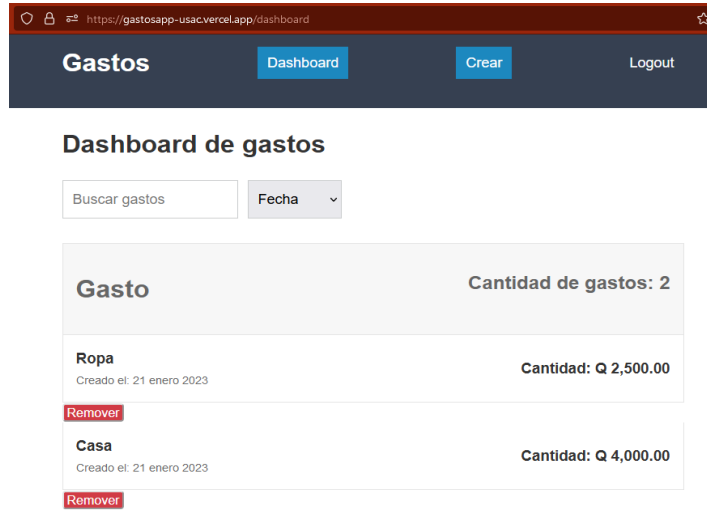 https://gastosapp-usac.vercel.app/dashboard
Gastos Dashboard Crear Logout
Dashboard de gastos
Buscar gastos Fecha
Gasto Cantidad de gastos: 2
Ropa
Creado el: 21 enero 2023
Cantidad: Q 2,500.00
Remover
Casa
Creado el: 21 enero 2023
Cantidad: Q 4,000.00
Remover